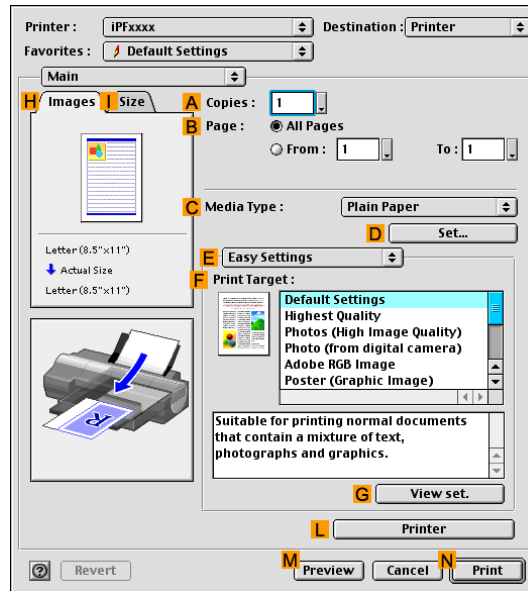 Printer : iPFxxxx Destination : Printer
Favorites : Default Settings
Main
H Images I Size
A Copies : 1
B Page : All Pages
From : 1 To : 1
C Media Type : Plain Paper
D Set...
Letter (8.5"x11")
Actual Size
Letter (8.5"x11")
E Easy Settings
F Print Target :
Default Settings
Highest Quality
Photos (High Image Quality)
Photo (from digital camera)
Adobe RGB Image
Poster (Graphic Image)
Suitable for printing normal documents
that contain a mixture of text,
photographs and graphics.
R
G View set.
L Printer
? Revert M Preview Cancel N Print